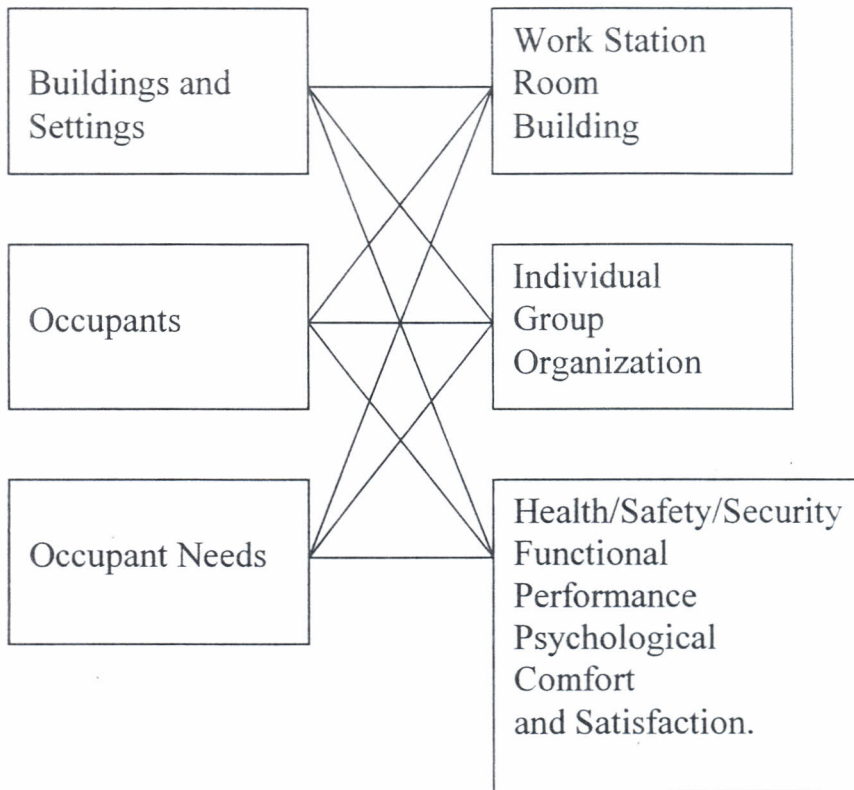 Buildings and
Settings
Work Station
Room
Building
Occupants
Individual
Group
Organization
Occupant Needs
Health/Safety/Security
Functional
Performance
Psychological
Comfort
and Satisfaction.